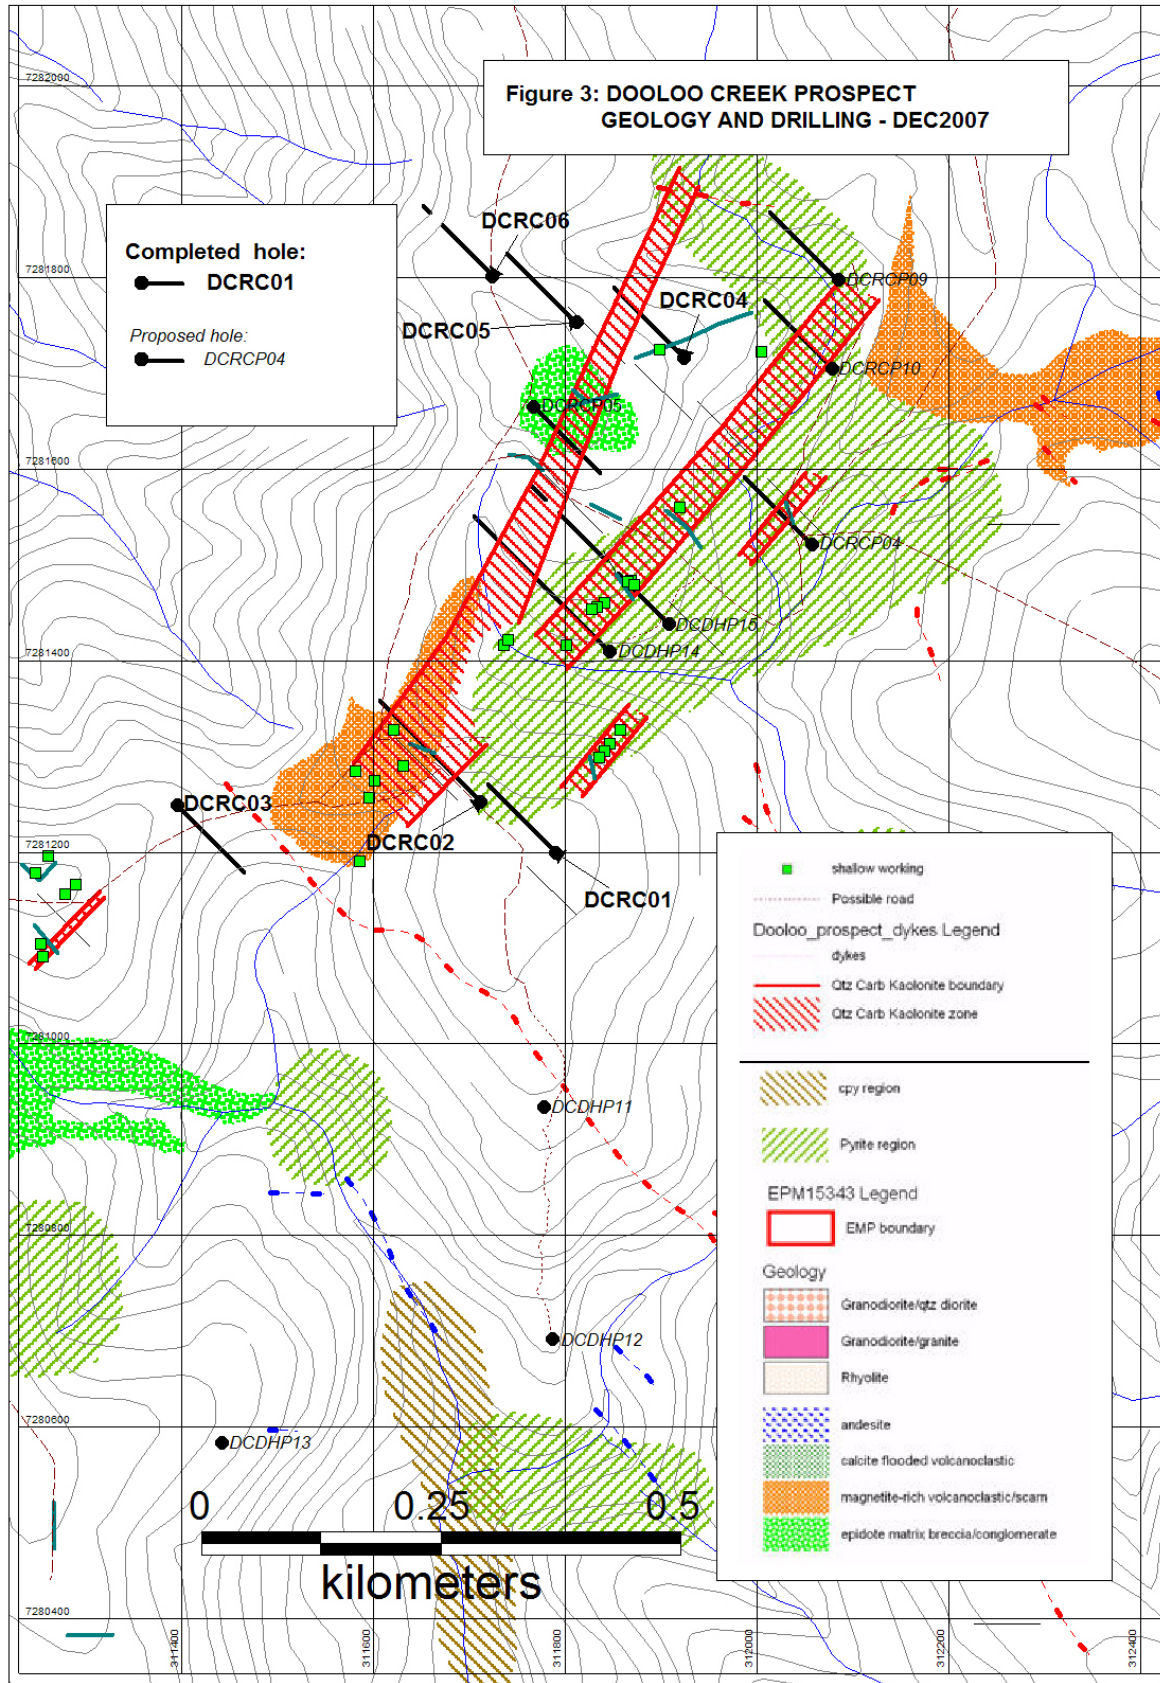 7282000
Figure 3: DOOLOO CREEK PROSPECT
GEOLOGY AND DRILLING - DEC2007
DCRC06
Completed hole:
DCRC01
Proposed hole:
DCRCP04
7281800
DCRCP09
DCRC04
DCRC05
DCRCP10
DCRCP05
7281600
DCRCP04
DCDHP15
DCDHP14
7281400
DCRC03
DCRC02
7281200
DCRC01
shallow working
Possible road
Dooloo_prospect_dykes Legend
dykes
Qtz Carb Kaolonite boundary
Qtz Carb Kaolonite zone
7281000
cpy region
DCDHP11
Pyrite region
EPM15343 Legend
EMP boundary
7280800
Geology
Granodiorite/qtz diorite
DCDHP12
Granodiorite/granite
Rhyolite
7280600
andesite
DCDHP13
calcite flooded volcanoclastic
magnetite-rich volcanoclastic/scarn
0 0.25 0.5
epidote matrix breccia/conglomerate
kilometers
7280400
311400
311600
311800
312000
312200
312400